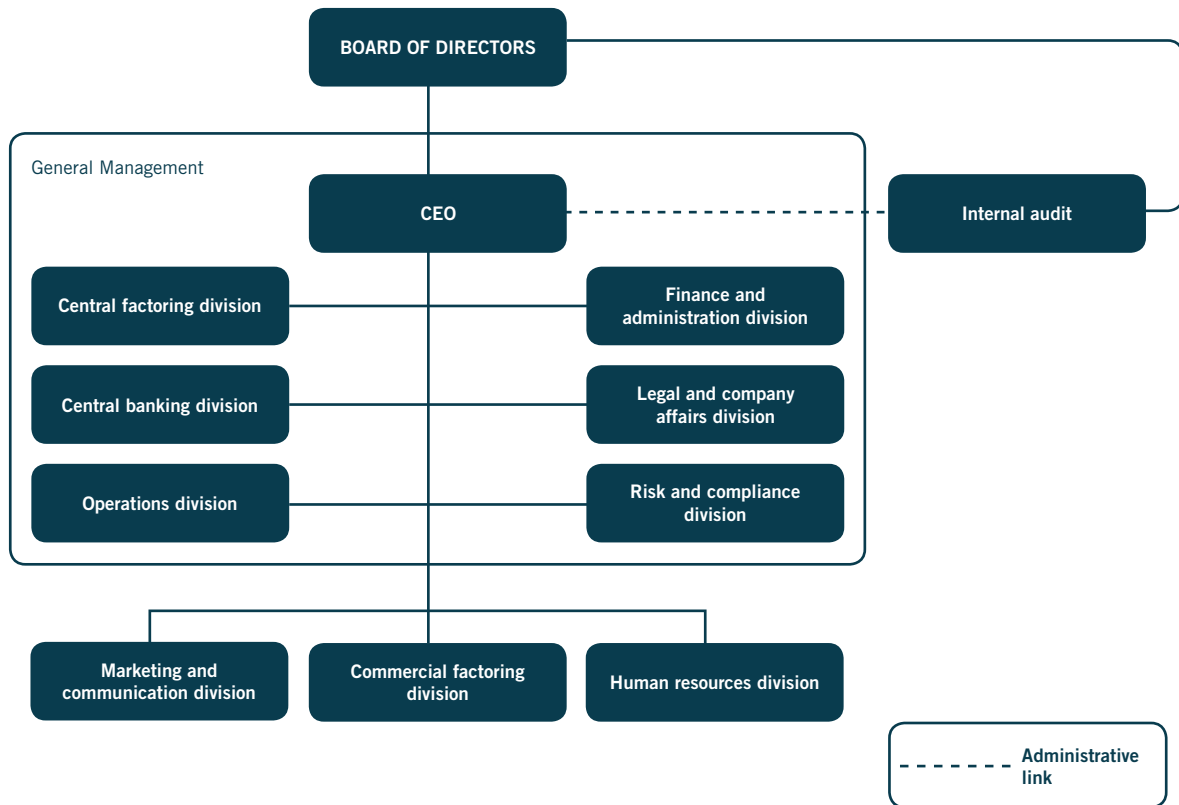 BOARD OF DIRECTORS
General Management
CEO
Internal audit
Central factoring division
Finance and
administration division
Central banking division
Legal and company
affairs division
Operations division
Risk and compliance
division
Marketing and
communication division
Commercial factoring
division
Human resources division
Administrative
link